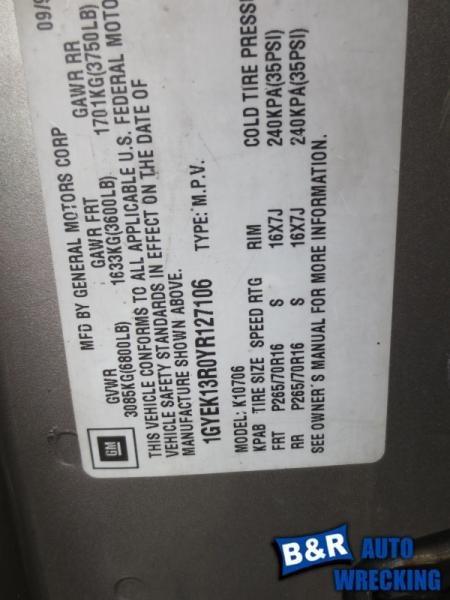 09/9
MFD BY GENERAL MOTORS CORP
GVWR GAWR FRT GAWR RR
3085KG(6800LB) 1633KG(3600LB) 1701KG(3750LB)
THIS VEHICLE CONFORMS TO ALL APPLICABLE U.S. FEDERAL MOTO
VEHICLE SAFETY STANDARDS IN EFFECT ON THE DATE OF
MANUFACTURE SHOWN ABOVE.
1GYEK13R0YR127106 TYPE: M.P.V.
MODEL: K10706
KPAB TIRE SIZE SPEED RTG RIM COLD TIRE PRESSU
FRT P265/70R16 S 16X7J 240KPA(35PSI)
RR P265/70R16 S 16X7J 240KPA(35PSI)
SEE OWNER'S MANUAL FOR MORE INFORMATION.
GM
B&R AUTO
WRECKING